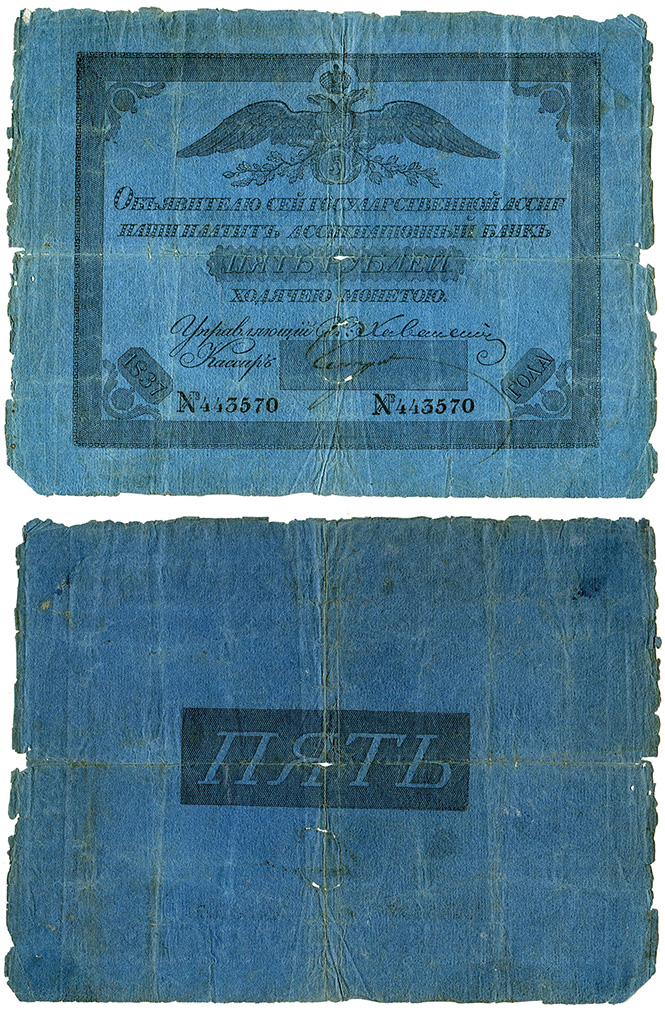 5
Объявителю сей государственной ассиг
нации платитъ ассигнаціонный банкъ
ПЯТЬ РУБЛЕЙ
ходячею монетою.
Управляющій
Кассиръ
1837 ГОДА
№443570 №443570
ПЯТЬ